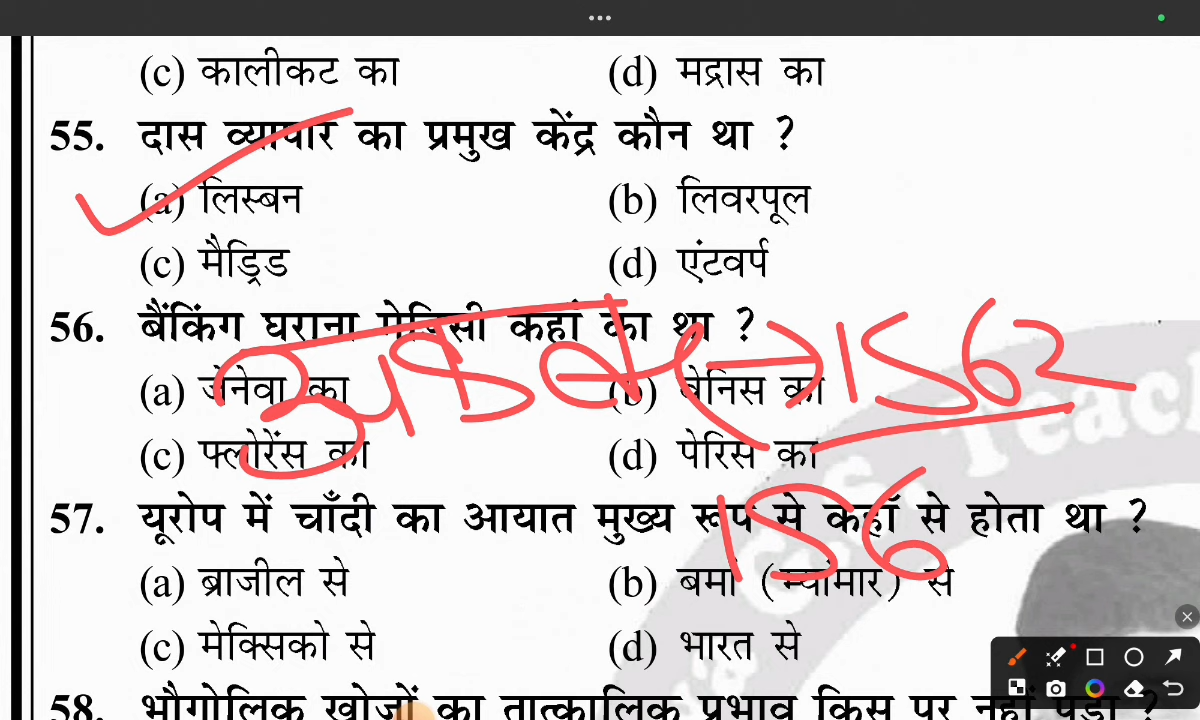 (c) कालीकट का (d) मद्रास का
55. दास व्यापार का प्रमुख केंद्र कौन था ?
(a) लिस्बन (b) लिवरपूल
(c) मैड्रिड (d) एंटवर्प
56. बैंकिंग घराना मेडिसी कहां का था ?
(a) जेनेवा का (b) वेनिस का
(c) फ्लोरेंस का (d) पेरिस का
1562
57. यूरोप में चाँदी का आयात मुख्य रूप से कहाँ से होता था ?
156
(a) ब्राजील से (b) बर्मा (म्यांमार) से
(c) मेक्सिको से (d) भारत से
58. भौगोलिक खोजों का तात्कालिक प्रभाव किस पर नहीं पड़ा ?